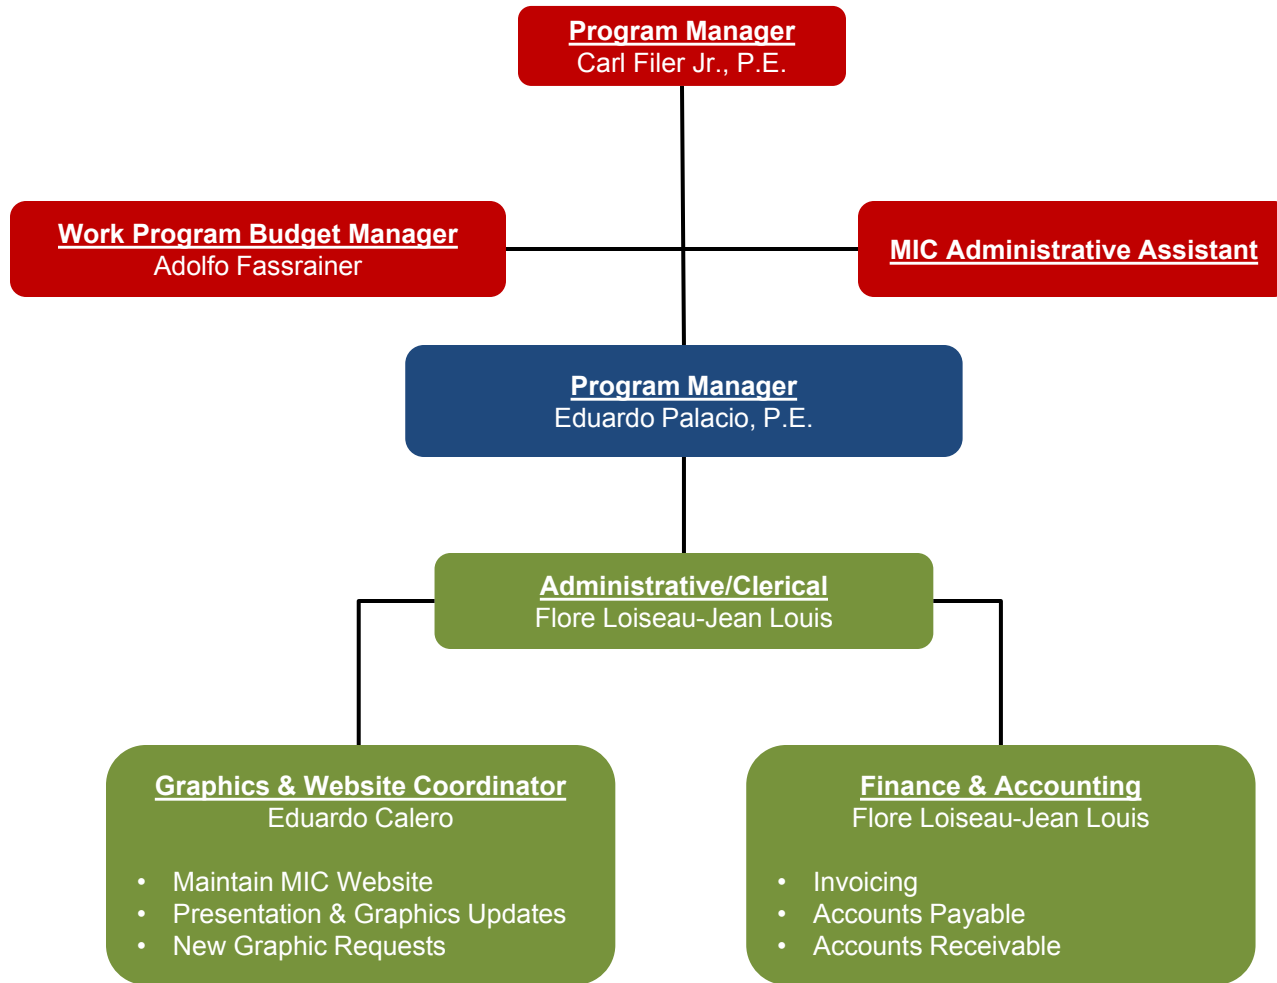 Program Manager
Carl Filer Jr., P.E.
Work Program Budget Manager
Adolfo Fassrainer
MIC Administrative Assistant
Program Manager
Eduardo Palacio, P.E.
Administrative/Clerical
Flore Loiseau-Jean Louis
Graphics & Website Coordinator
Eduardo Calero
• Maintain MIC Website
• Presentation & Graphics Updates
• New Graphic Requests
Finance & Accounting
Flore Loiseau-Jean Louis
• Invoicing
• Accounts Payable
• Accounts Receivable